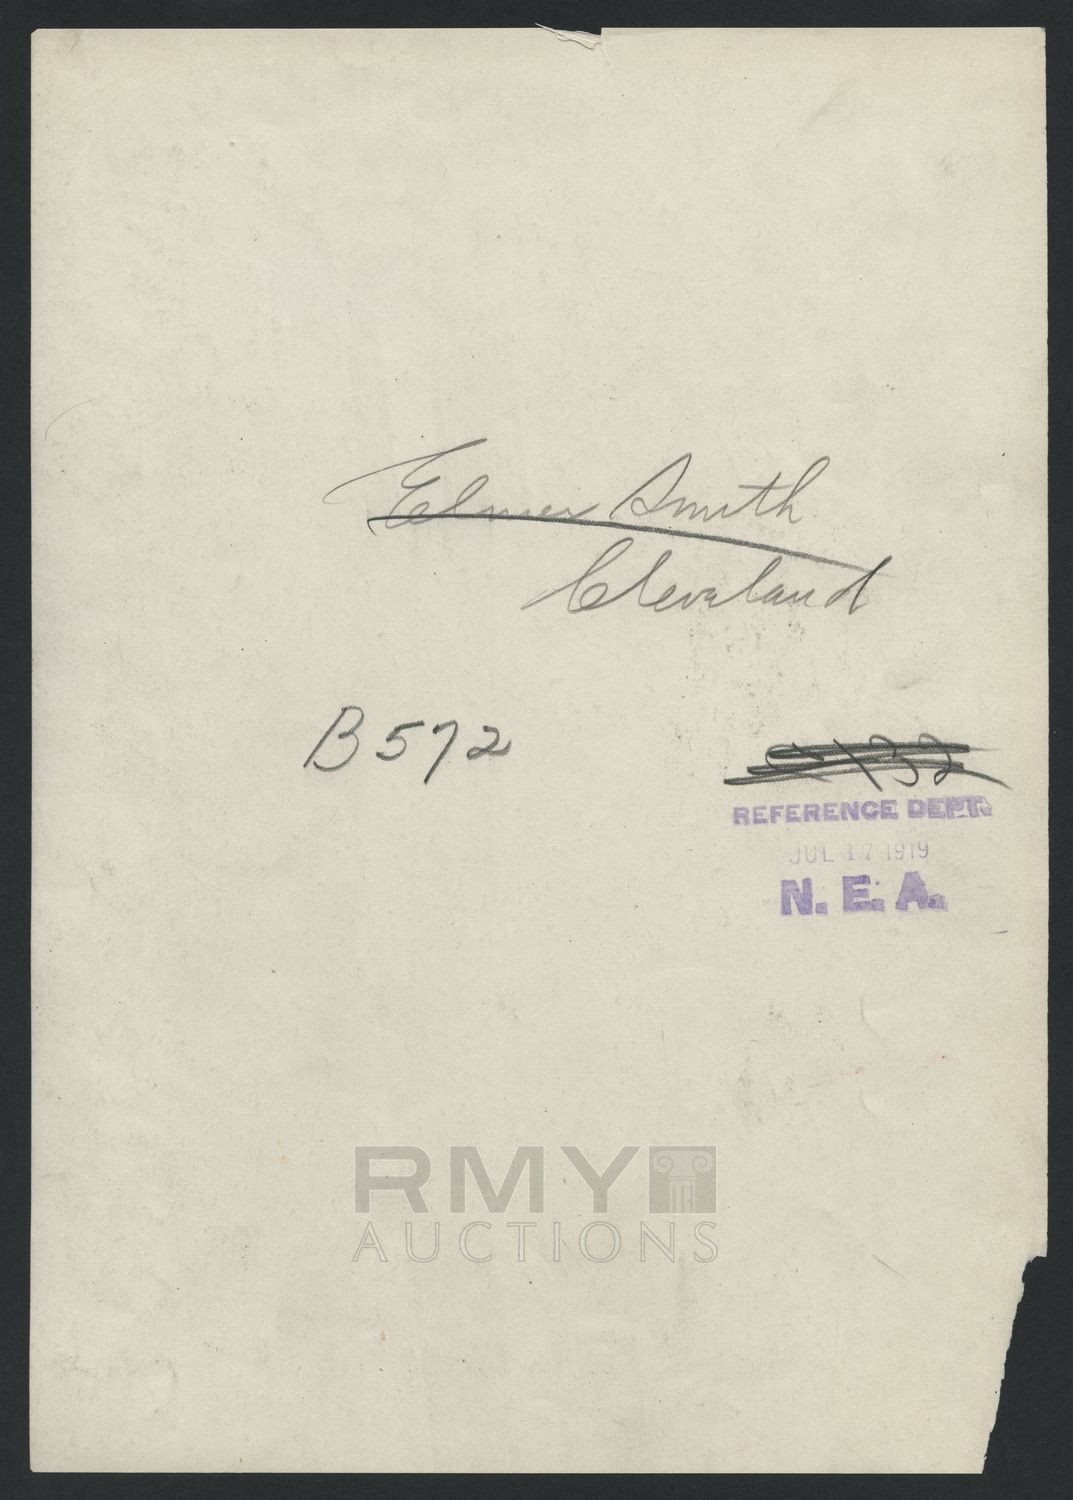 Elmer Smith
Cleveland
B572
REFERENCE DEPT.
JUL 17 1919
N. E. A.
RMY
AUCTIONS